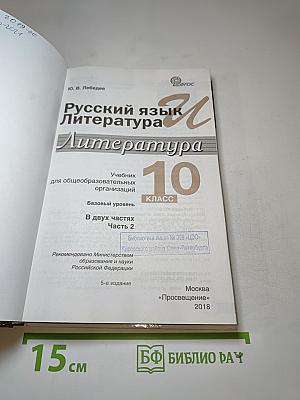 ФГОС
Ю. В. Лебедев
Русский язык и
Литература
Литература
Учебник
для общеобразовательных
организаций
10
КЛАСС
Базовый уровень
В двух частях
Часть 2
Рекомендовано Министерством
образования и науки
Российской Федерации
5-е издание
Москва
«Просвещение»
2018
15 см
БФ БИБЛИО